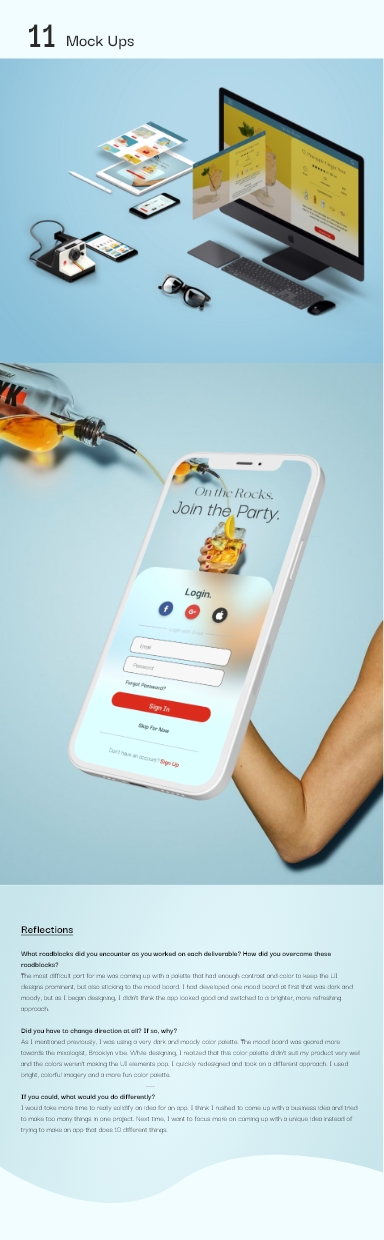 11 Mock Ups
YK
On the Rocks.
Join the Party.
Login.
Email
Password
Forgot Password?
Sign In
Skip For Now
Don't have an account? Sign Up
Reflections
What roadblocks did you encounter as you worked on each deliverable? How did you overcome these
roadblocks?
The most difficult part for me was coming up with a palette that had enough contrast and color to keep the UI
designs prominent, but also sticking to the mood board. I had developed one mood board at first that was dark and
moody, but as I began designing, I didn't think the app looked good and switched to a brighter, more refreshing
approach.
Did you have to change direction at all? If so, why?
As I mentioned previously, I was using a very dark and moody color palette. The mood board was geared more
towards the mixologist, Brooklyn vibe. While designing, I realized that this color palette didn't suit my product very well
and the colors weren't making the UI elements pop. I quickly redesigned and took on a different approach. I used
bright, colorful imagery and a more fun color palette.
If you could, what would you do differently?
I would take more time to really solidify an idea for an app. I think I rushed to come up with a business idea and tried
to make too many things in one project. Next time, I want to focus more on coming up with a unique idea instead of
trying to make an app that does 10 different things.